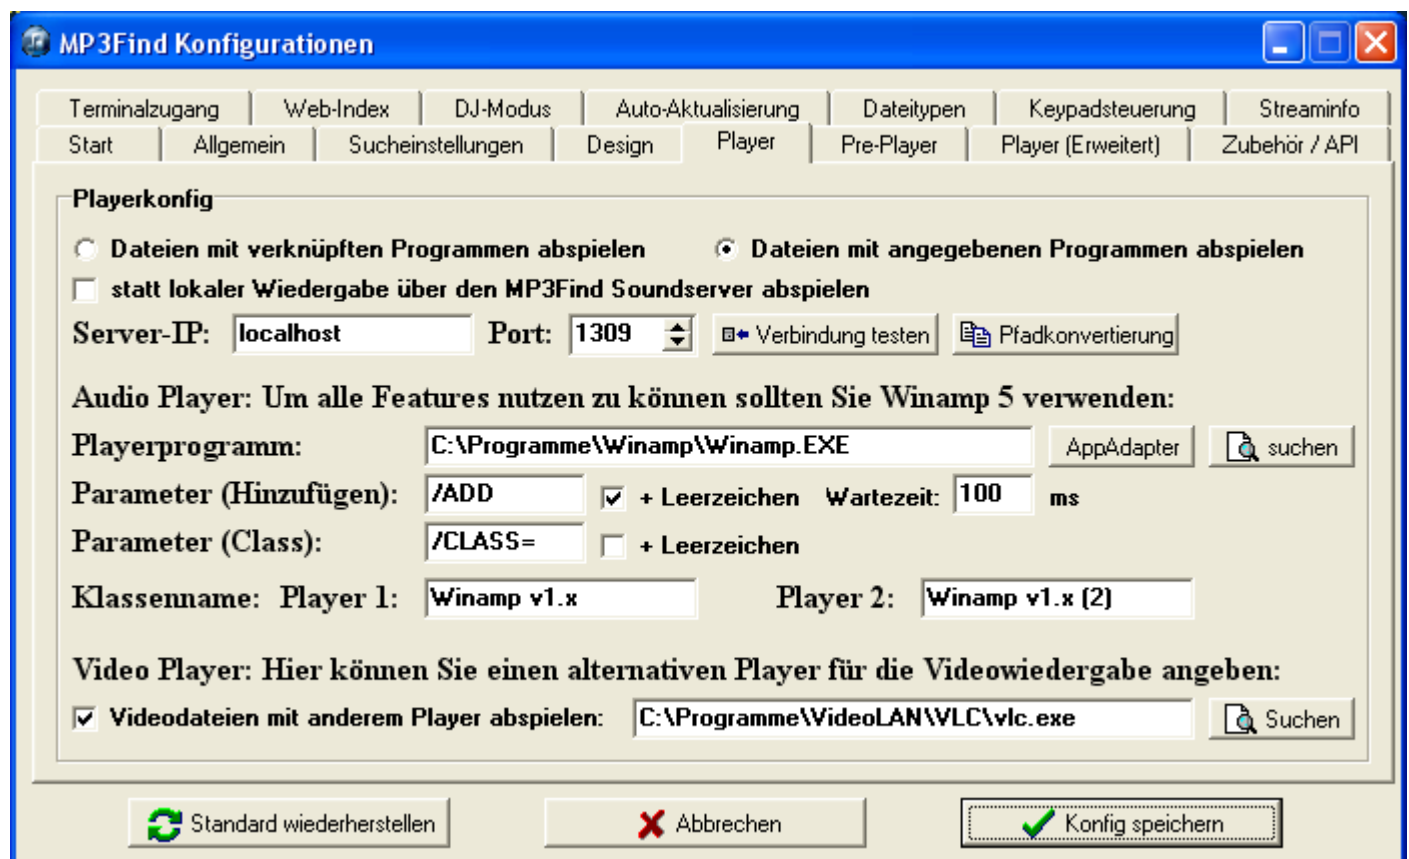 MP3Find Konfigurationen
Terminalzugang Web-Index DJ-Modus Auto-Aktualisierung Dateitypen Keypadsteuerung Streaminfo
Start Allgemein Sucheinstellungen Design Player Pre-Player Player (Erweitert) Zubehör / API
Playerkonfig
Dateien mit verknüpften Programmen abspielen Dateien mit angegebenen Programmen abspielen
statt lokaler Wiedergabe über den MP3Find Soundserver abspielen
Server-IP: localhost Port: 1309 Verbindung testen Pfadkonvertierung
Audio Player: Um alle Features nutzen zu können sollten Sie Winamp 5 verwenden:
Playerprogramm: C:\Programme\Winamp\Winamp.EXE AppAdapter suchen
Parameter (Hinzufügen): /ADD + Leerzeichen Wartezeit: 100 ms
Parameter (Class): /CLASS= + Leerzeichen
Klassenname: Player 1: Winamp v1.x Player 2: Winamp v1.x (2)
Video Player: Hier können Sie einen alternativen Player für die Videowiedergabe angeben:
Videodateien mit anderem Player abspielen: C:\Programme\VideoLAN\VLC\vlc.exe Suchen
Standard wiederherstellen Abbrechen Konfig speichern